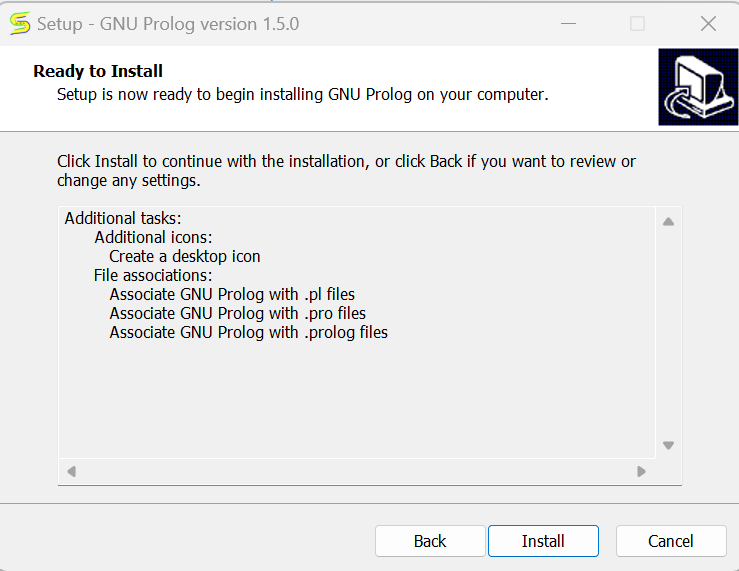 Setup - GNU Prolog version 1.5.0
Ready to Install
Setup is now ready to begin installing GNU Prolog on your computer.
Click Install to continue with the installation, or click Back if you want to review or
change any settings.
Additional tasks:
Additional icons:
Create a desktop icon
File associations:
Associate GNU Prolog with .pl files
Associate GNU Prolog with .pro files
Associate GNU Prolog with .prolog files
Back Install Cancel